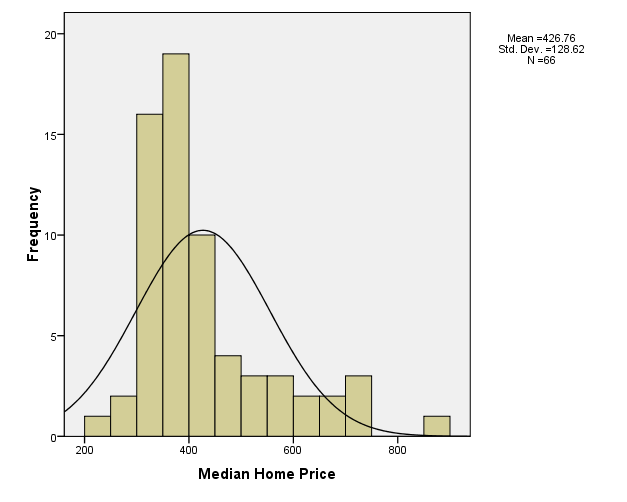 Mean =426.76
Std. Dev. =128.62
N =66
20
15
10
5
0
Frequency
200
400
600
800
Median Home Price